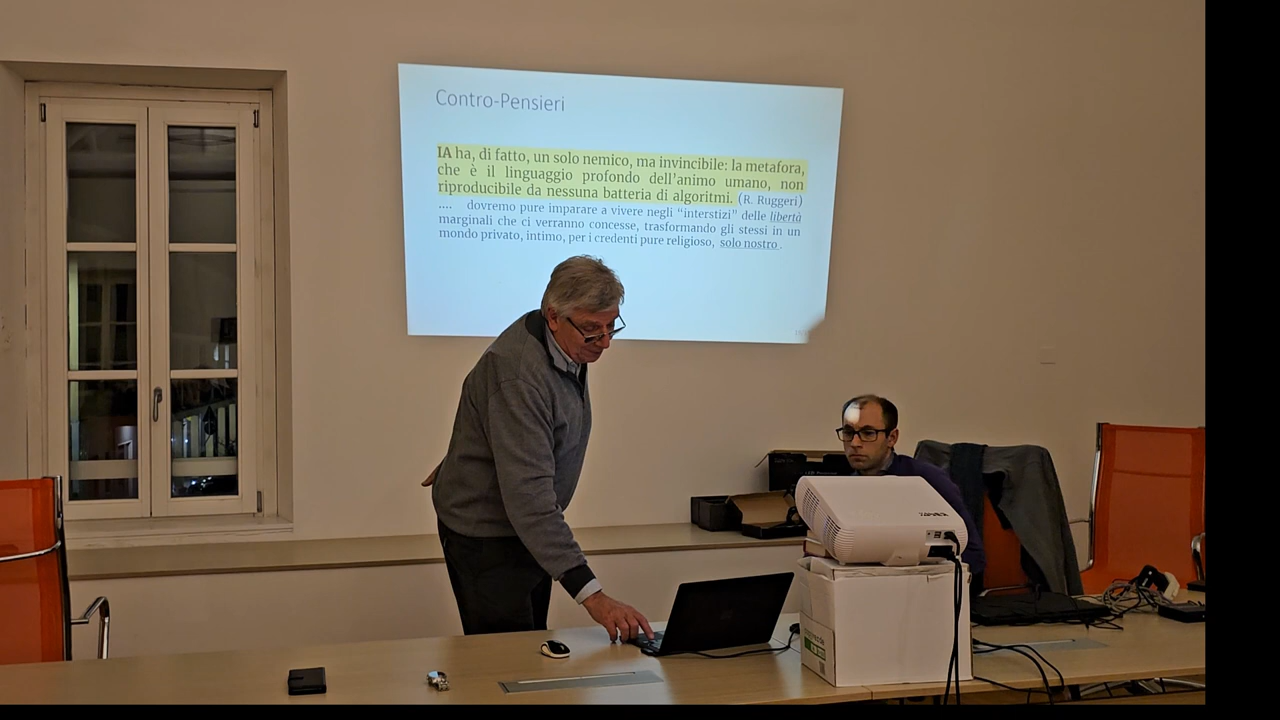 Contro-Pensieri
IA ha, di fatto, un solo nemico, ma invincibile: la metafora,
che è il linguaggio profondo dell'animo umano, non
riproducibile da nessuna batteria di algoritmi. (R. Ruggeri)
.... dovremo pure imparare a vivere negli “interstizi” delle libertà
marginali che ci verranno concesse, trasformando gli stessi in un
mondo privato, intimo, per i credenti pure religioso, solo nostro .